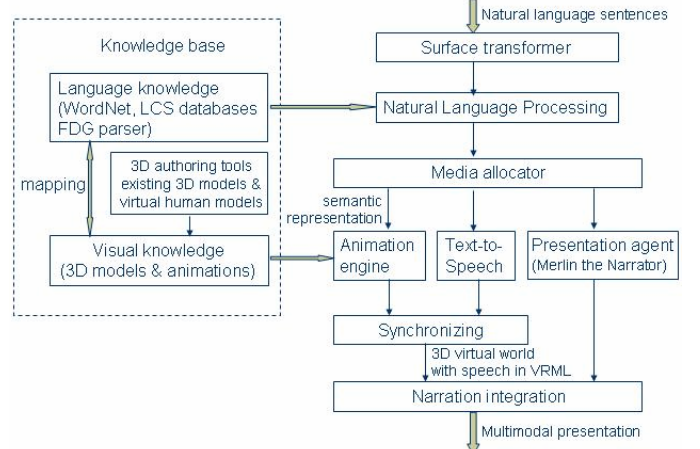 Natural language sentences
Knowledge base
Surface transformer
Language knowledge
(WordNet, LCS databases
FDG parser)
Natural Language Processing
mapping
3D authoring tools
existing 3D models &
virtual human models
Media allocator
semantic
representation
Visual knowledge
(3D models & animations)
Animation
engine
Text-to-
Speech
Presentation agent
(Merlin the Narrator)
Synchronizing
3D virtual world
with speech in VRML
Narration integration
Multimodal presentation